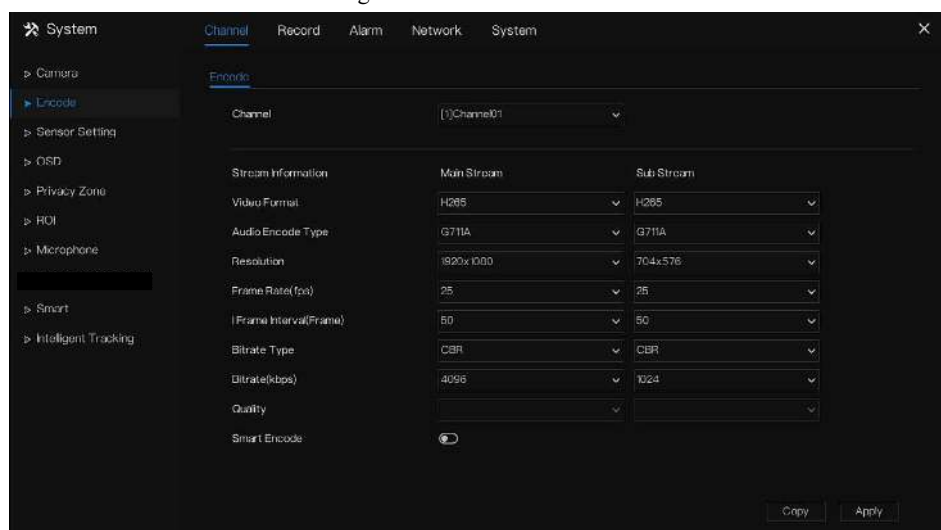 System
Channel Record Alarm Network System
Camera
Encode
Sensor Setting
OSD
Privacy Zone
ROI
Microphone
Smart
Intelligent Tracking
Encode
Channel [1]Channel01
Stream Information Main Stream Sub Stream
Video Format H265 H265
Audio Encode Type G711A G711A
Resolution 1920x1080 704x576
Frame Rate(fps) 25 25
I Frame Interval(Frame) 50 50
Bitrate Type CBR CBR
Bitrate(kbps) 4096 1024
Quality
Smart Encode
Copy Apply